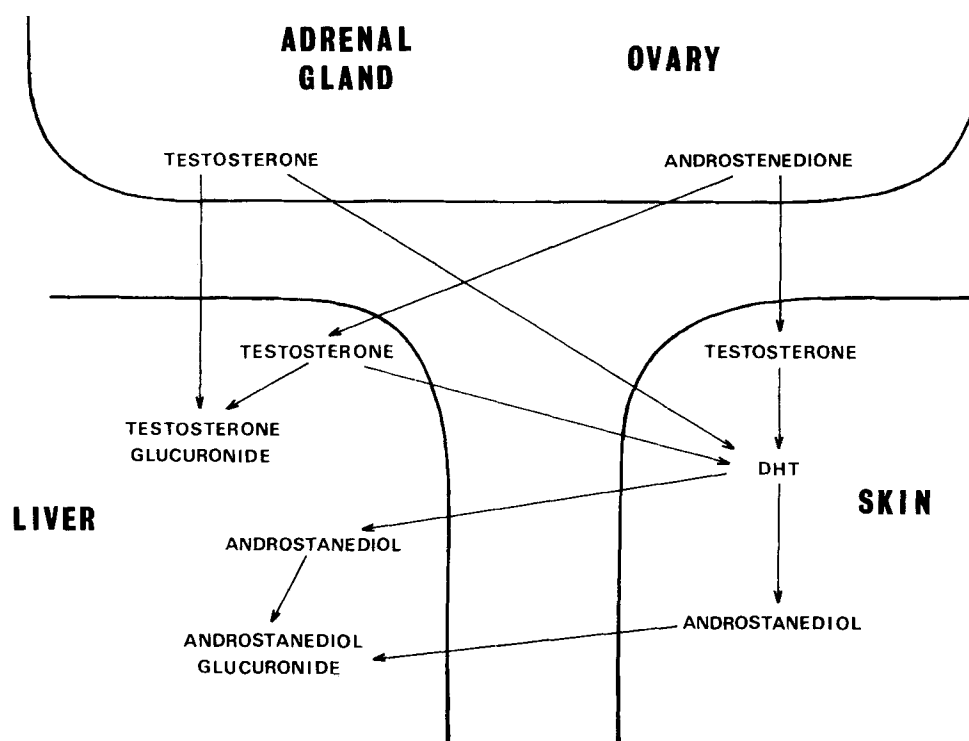 ADRENAL
GLAND
OVARY
TESTOSTERONE
ANDROSTENEDIONE
TESTOSTERONE
TESTOSTERONE
TESTOSTERONE
GLUCURONIDE
DHT
LIVER
SKIN
ANDROSTANEDIOL
ANDROSTANEDIOL
ANDROSTANEDIOL
GLUCURONIDE